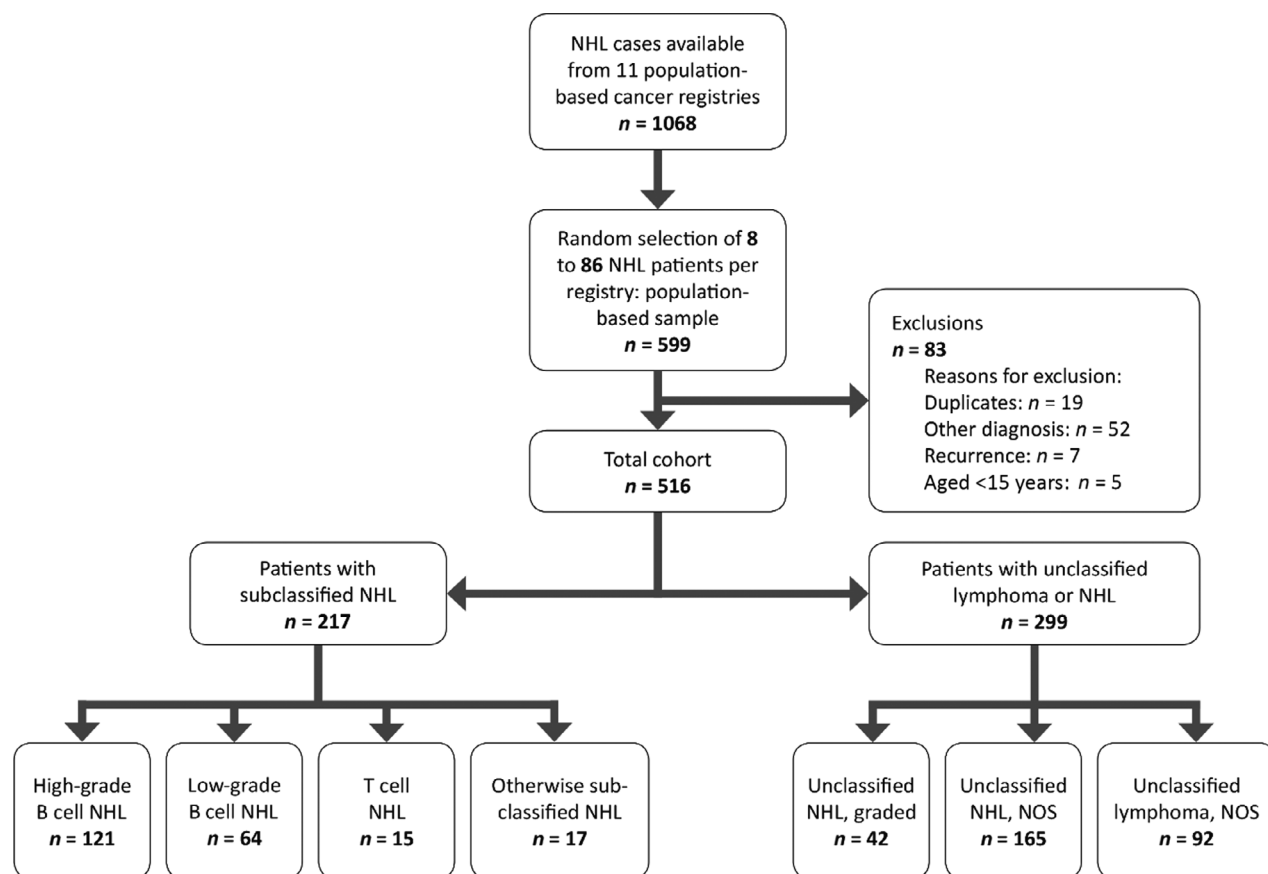 NHL cases available
from 11 population-
based cancer registries
n = 1068
Random selection of 8
to 86 NHL patients per
registry: population-
based sample
n = 599
Exclusions
n = 83
Reasons for exclusion:
Duplicates: n = 19
Other diagnosis: n = 52
Recurrence: n = 7
Aged <15 years: n = 5
Total cohort
n = 516
Patients with
subclassified NHL
n = 217
Patients with unclassified
lymphoma or NHL
n = 299
High-grade
B cell NHL
n = 121
Low-grade
B cell NHL
n = 64
T cell
NHL
n = 15
Otherwise sub-
classified NHL
n = 17
Unclassified
NHL, graded
n = 42
Unclassified
NHL, NOS
n = 165
Unclassified
lymphoma, NOS
n = 92